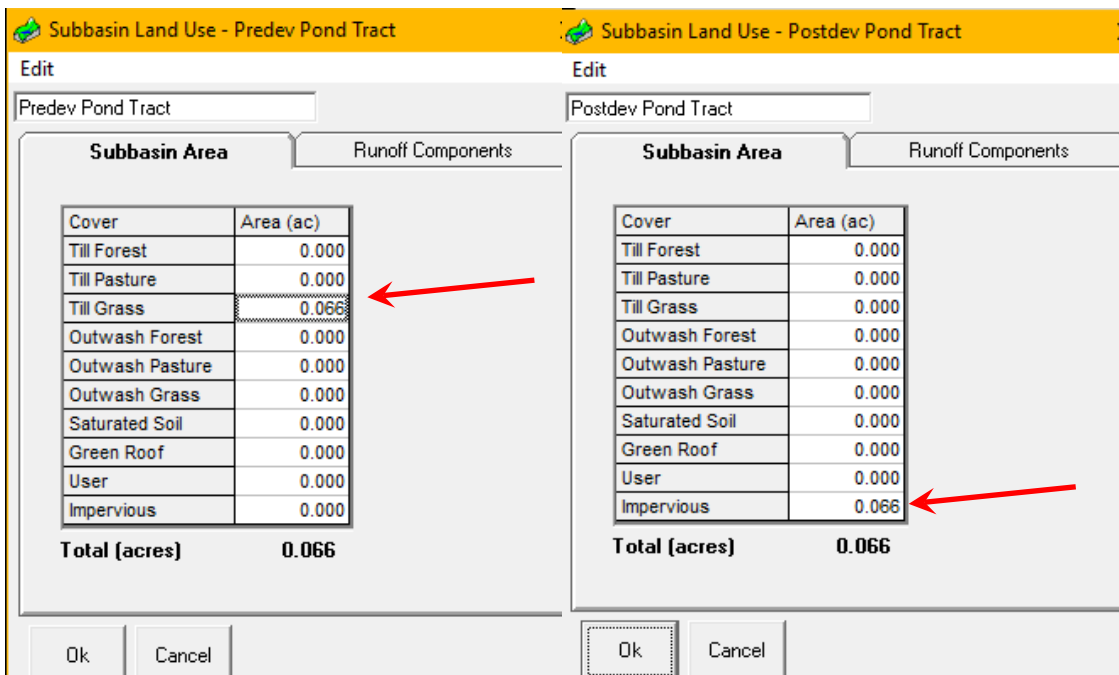 Subbasin Land Use - Predev Pond Tract
Edit
Predev Pond Tract
Subbasin Area Runoff Components
Cover Area (ac)
Till Forest 0.000
Till Pasture 0.000
Till Grass 0.066
Outwash Forest 0.000
Outwash Pasture 0.000
Outwash Grass 0.000
Saturated Soil 0.000
Green Roof 0.000
User 0.000
Impervious 0.000
Total (acres) 0.066
Ok Cancel
Subbasin Land Use - Postdev Pond Tract
Edit
Postdev Pond Tract
Subbasin Area Runoff Components
Cover Area (ac)
Till Forest 0.000
Till Pasture 0.000
Till Grass 0.000
Outwash Forest 0.000
Outwash Pasture 0.000
Outwash Grass 0.000
Saturated Soil 0.000
Green Roof 0.000
User 0.000
Impervious 0.066
Total (acres) 0.066
Ok Cancel